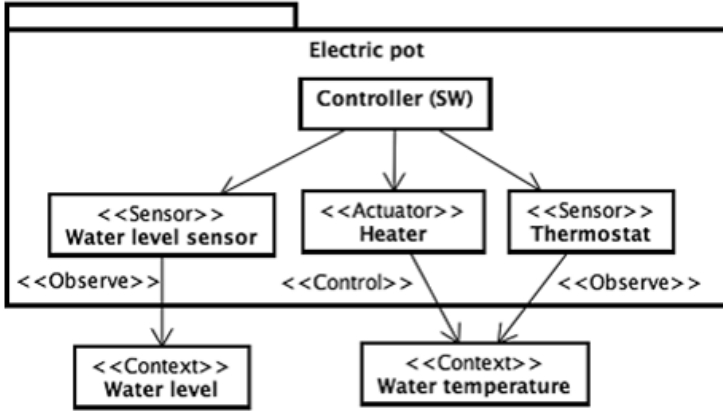 Electric pot
Controller (SW)
<<Sensor>>
Water level sensor
<<Actuator>>
Heater
<<Sensor>>
Thermostat
<<Observe>>
<<Control>>
<<Observe>>
<<Context>>
Water level
<<Context>>
Water temperature